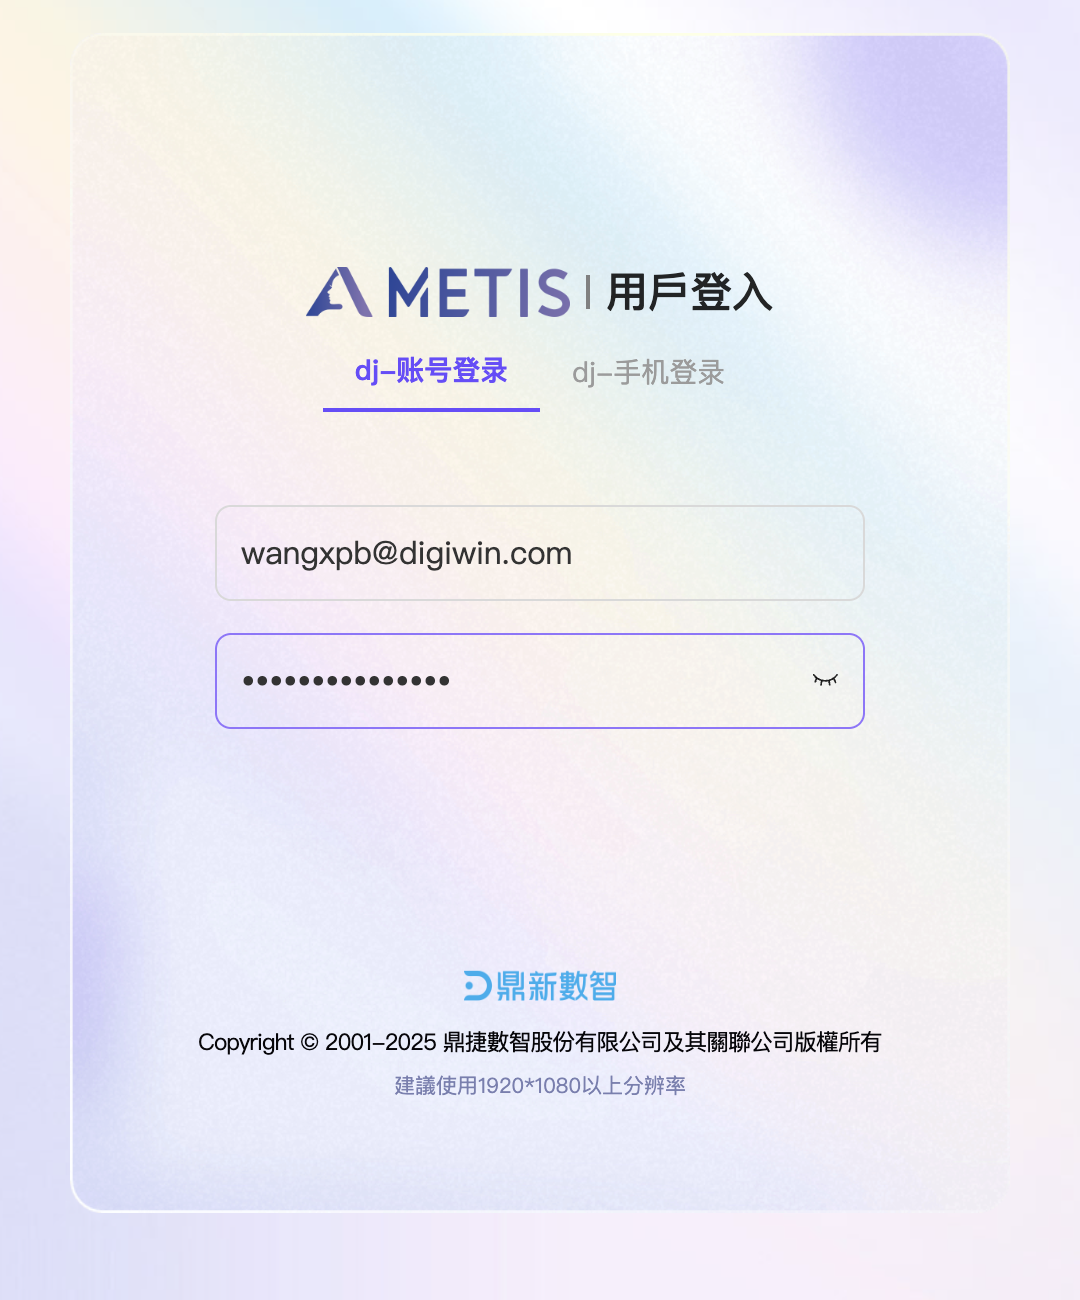 METIS | 用戶登入
dj-账号登录 dj-手机登录
wangxpb@digiwin.com
•••••••••••••••
鼎新數智
Copyright © 2001-2025 鼎捷數智股份有限公司及其關聯公司版權所有
建議使用1920*1080以上分辨率